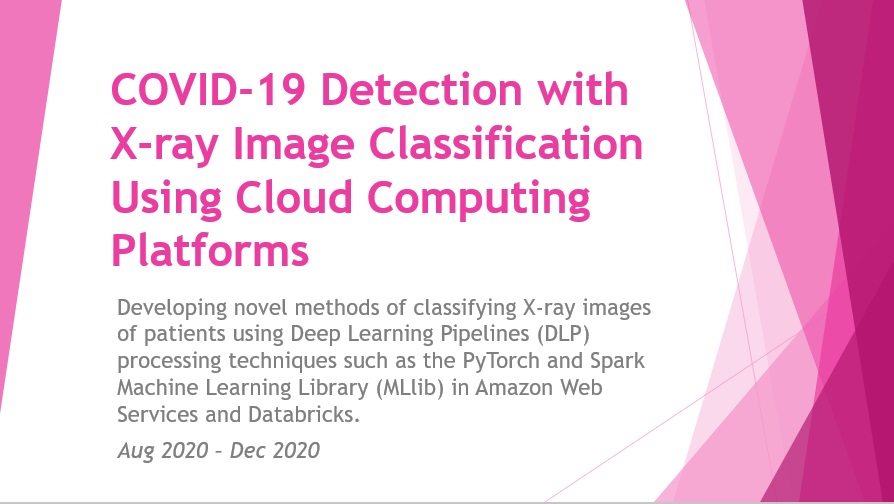 COVID-19 Detection with
X-ray Image Classification
Using Cloud Computing
Platforms
Developing novel methods of classifying X-ray images
of patients using Deep Learning Pipelines (DLP)
processing techniques such as the PyTorch and Spark
Machine Learning Library (MLlib) in Amazon Web
Services and Databricks.
Aug 2020 – Dec 2020